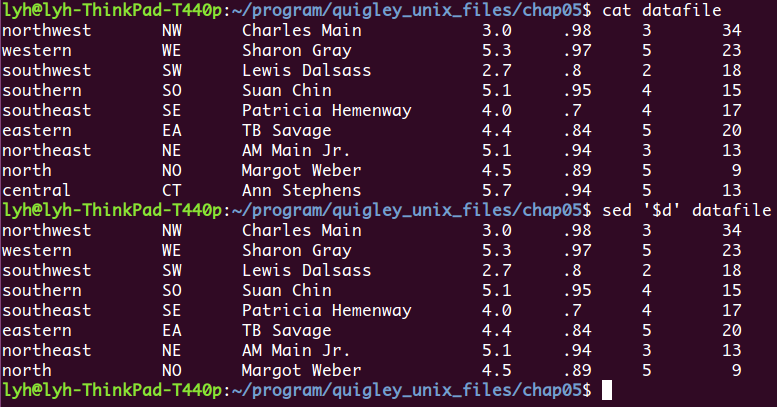 lyh@lyh-ThinkPad-T440p:~/program/quigley_unix_files/chap05$ cat datafile
northwest NW Charles Main 3.0 .98 3 34
western WE Sharon Gray 5.3 .97 5 23
southwest SW Lewis Dalsass 2.7 .8 2 18
southern SO Suan Chin 5.1 .95 4 15
southeast SE Patricia Hemenway 4.0 .7 4 17
eastern EA TB Savage 4.4 .84 5 20
northeast NE AM Main Jr. 5.1 .94 3 13
north NO Margot Weber 4.5 .89 5 9
central CT Ann Stephens 5.7 .94 5 13
lyh@lyh-ThinkPad-T440p:~/program/quigley_unix_files/chap05$ sed '$d' datafile
northwest NW Charles Main 3.0 .98 3 34
western WE Sharon Gray 5.3 .97 5 23
southwest SW Lewis Dalsass 2.7 .8 2 18
southern SO Suan Chin 5.1 .95 4 15
southeast SE Patricia Hemenway 4.0 .7 4 17
eastern EA TB Savage 4.4 .84 5 20
northeast NE AM Main Jr. 5.1 .94 3 13
north NO Margot Weber 4.5 .89 5 9
lyh@lyh-ThinkPad-T440p:~/program/quigley_unix_files/chap05$